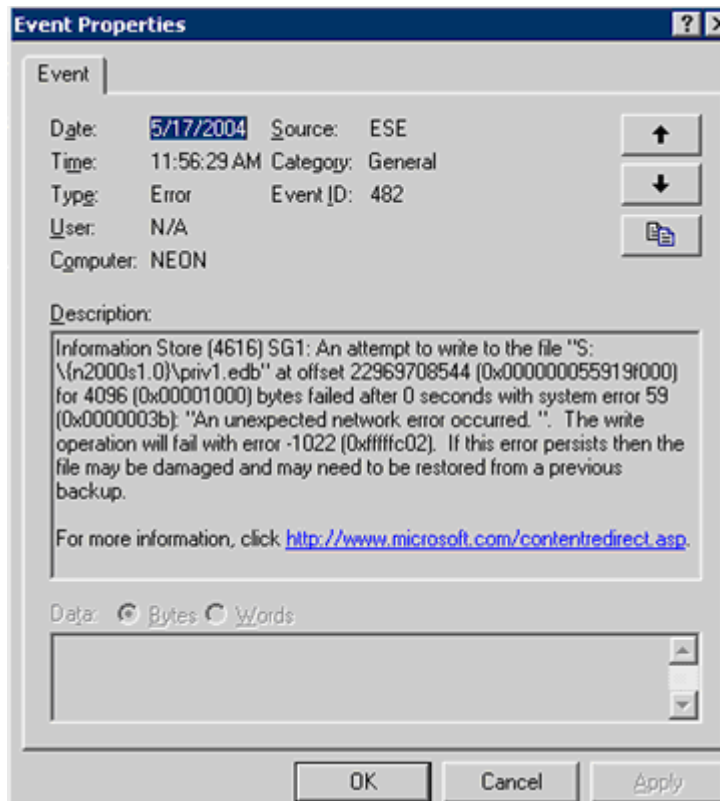 Event Properties
Event
Date: 5/17/2004 Source: ESE
Time: 11:56:29 AM Category: General
Type: Error Event ID: 482
User: N/A
Computer: NEON
Description:
Information Store (4616) SG1: An attempt to write to the file "S:
\{n2000s1.0}\priv1.edb" at offset 22969708544 (0x000000055919f000)
for 4096 (0x00001000) bytes failed after 0 seconds with system error 59
(0x0000003b): "An unexpected network error occurred. ". The write
operation will fail with error -1022 (0xfffffc02). If this error persists then the
file may be damaged and may need to be restored from a previous
backup.
For more information, click http://www.microsoft.com/contentredirect.asp.
Data: Bytes Words
OK Cancel Apply